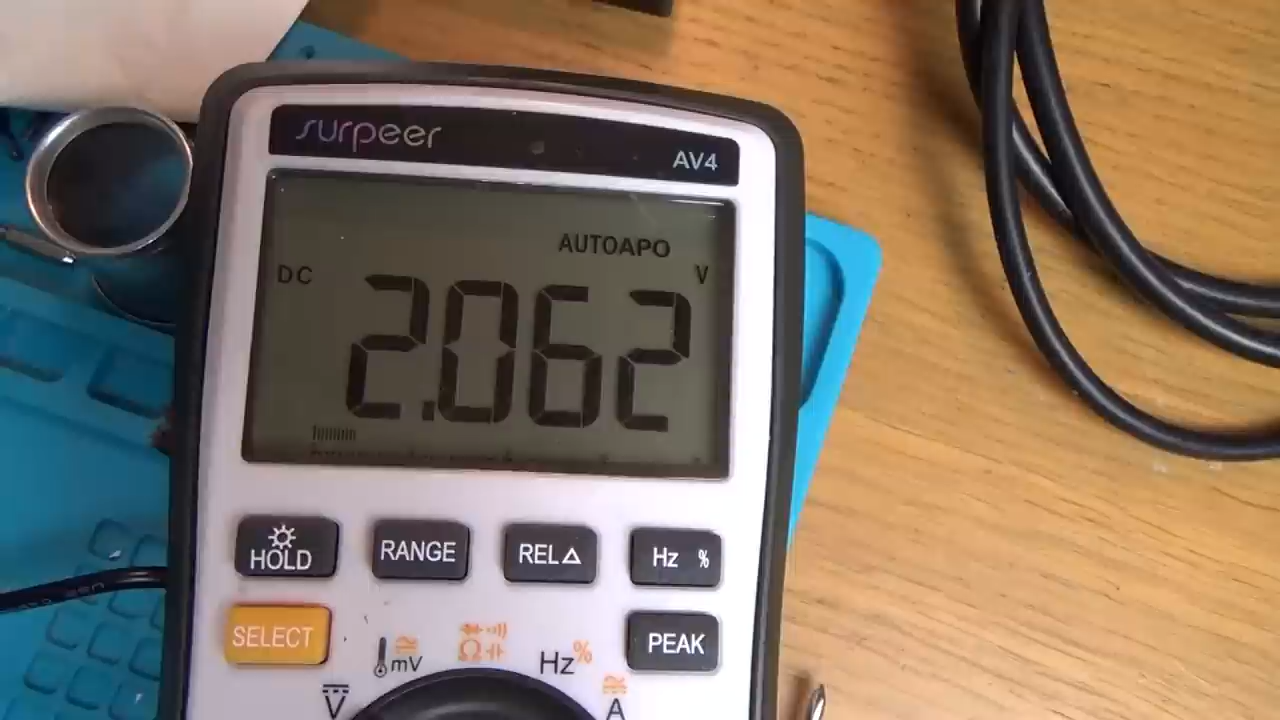 surpeer
AV4
AUTOAPO
DC
V
2.062
HOLD
RANGE
REL△
Hz %
SELECT
PEAK
mV
Ω
Hz%
V
A